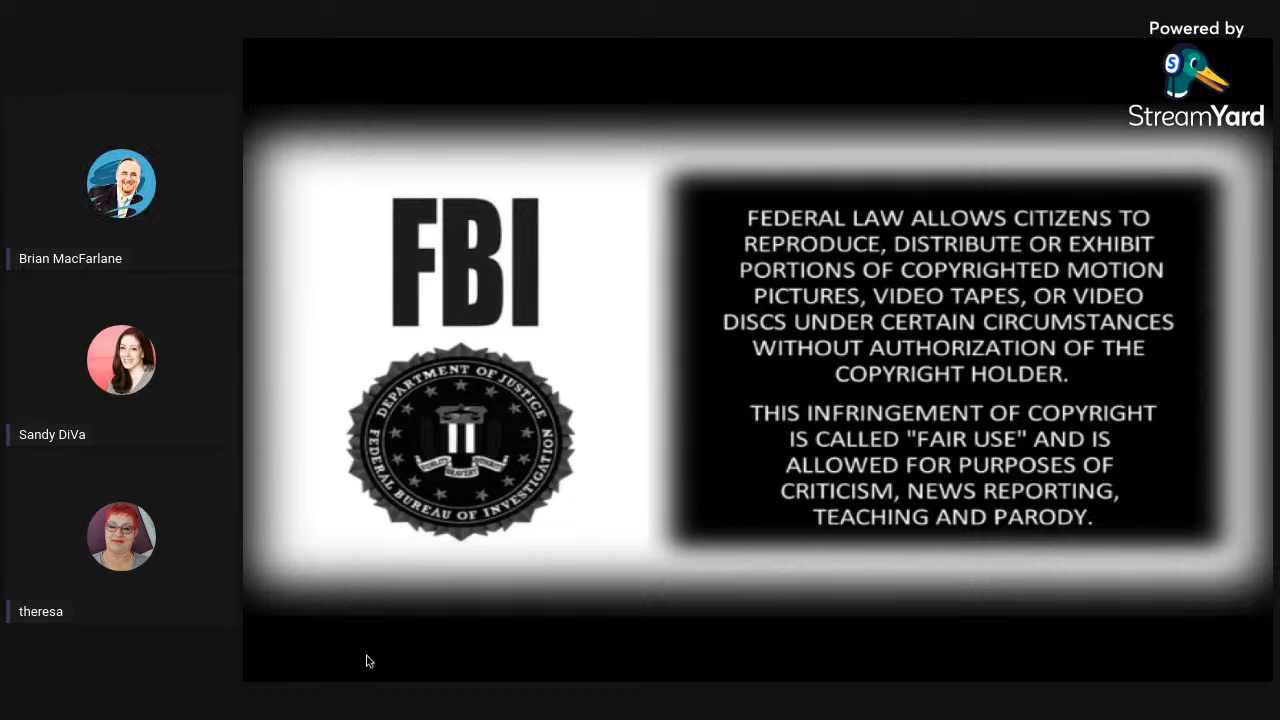 Powered by
StreamYard
Brian MacFarlane
Sandy DiVa
theresa
FBI
DEPARTMENT OF JUSTICE
FIDELITY BRAVERY INTEGRITY
FEDERAL BUREAU OF INVESTIGATION
FEDERAL LAW ALLOWS CITIZENS TO
REPRODUCE, DISTRIBUTE OR EXHIBIT
PORTIONS OF COPYRIGHTED MOTION
PICTURES, VIDEO TAPES, OR VIDEO
DISCS UNDER CERTAIN CIRCUMSTANCES
WITHOUT AUTHORIZATION OF THE
COPYRIGHT HOLDER.
THIS INFRINGEMENT OF COPYRIGHT
IS CALLED "FAIR USE" AND IS
ALLOWED FOR PURPOSES OF
CRITICISM, NEWS REPORTING,
TEACHING AND PARODY.